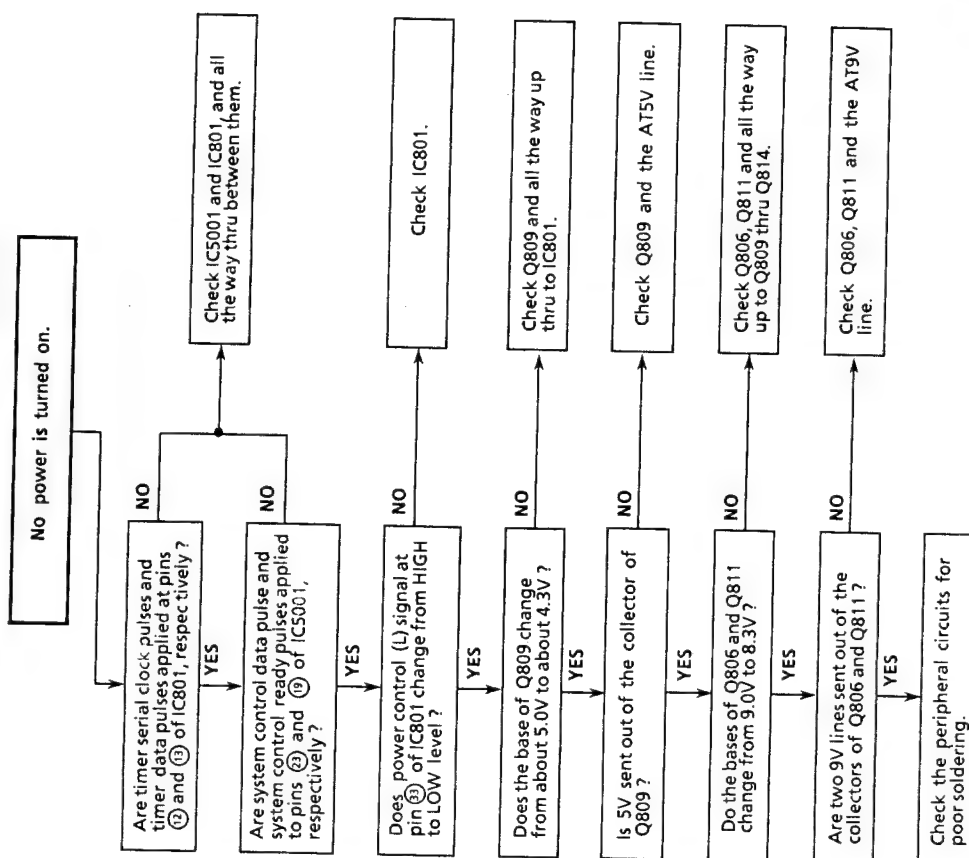 No power is turned on.
Are timer serial clock pulses and
timer data pulses applied at pins
⑫ and ⑬ of IC801, respectively ?
NO
Check IC5001 and IC801, and all
the way thru between them.
YES
Are system control data pulse and
system control ready pulses applied
to pins ㉓ and ⑲ of IC5001,
respectively ?
NO
YES
Does power control (L) signal at
pin ㉝ of IC801 change from HIGH
to LOW level ?
NO
Check IC801.
YES
Does the base of Q809 change
from about 5.0V to about 4.3V ?
NO
Check Q809 and all the way up
thru to IC801.
YES
Is 5V sent out of the collector of
Q809 ?
NO
Check Q809 and the AT5V line.
YES
Do the bases of Q806 and Q811
change from 9.0V to 8.3V ?
NO
Check Q806, Q811 and all the way
up to Q809 thru Q814.
YES
Are two 9V lines sent out of the
collectors of Q806 and Q811 ?
NO
Check Q806, Q811 and the AT9V
line.
YES
Check the peripheral circuits for
poor soldering.